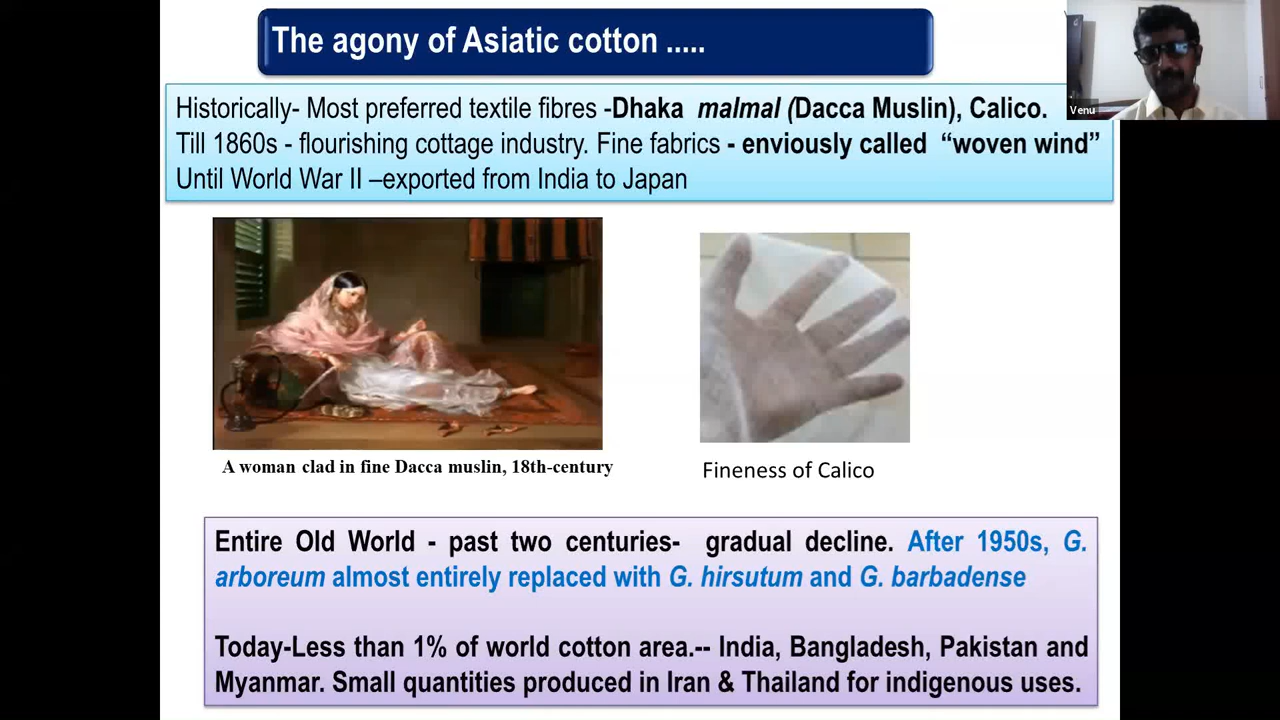 The agony of Asiatic cotton .....
Historically- Most preferred textile fibres -Dhaka malmal (Dacca Muslin), Calico.
Till 1860s - flourishing cottage industry. Fine fabrics - enviously called “woven wind”
Until World War II –exported from India to Japan
Venu
A woman clad in fine Dacca muslin, 18th-century
Fineness of Calico
Entire Old World - past two centuries- gradual decline. After 1950s, G.
arboreum almost entirely replaced with G. hirsutum and G. barbadense
Today-Less than 1% of world cotton area.-- India, Bangladesh, Pakistan and
Myanmar. Small quantities produced in Iran & Thailand for indigenous uses.